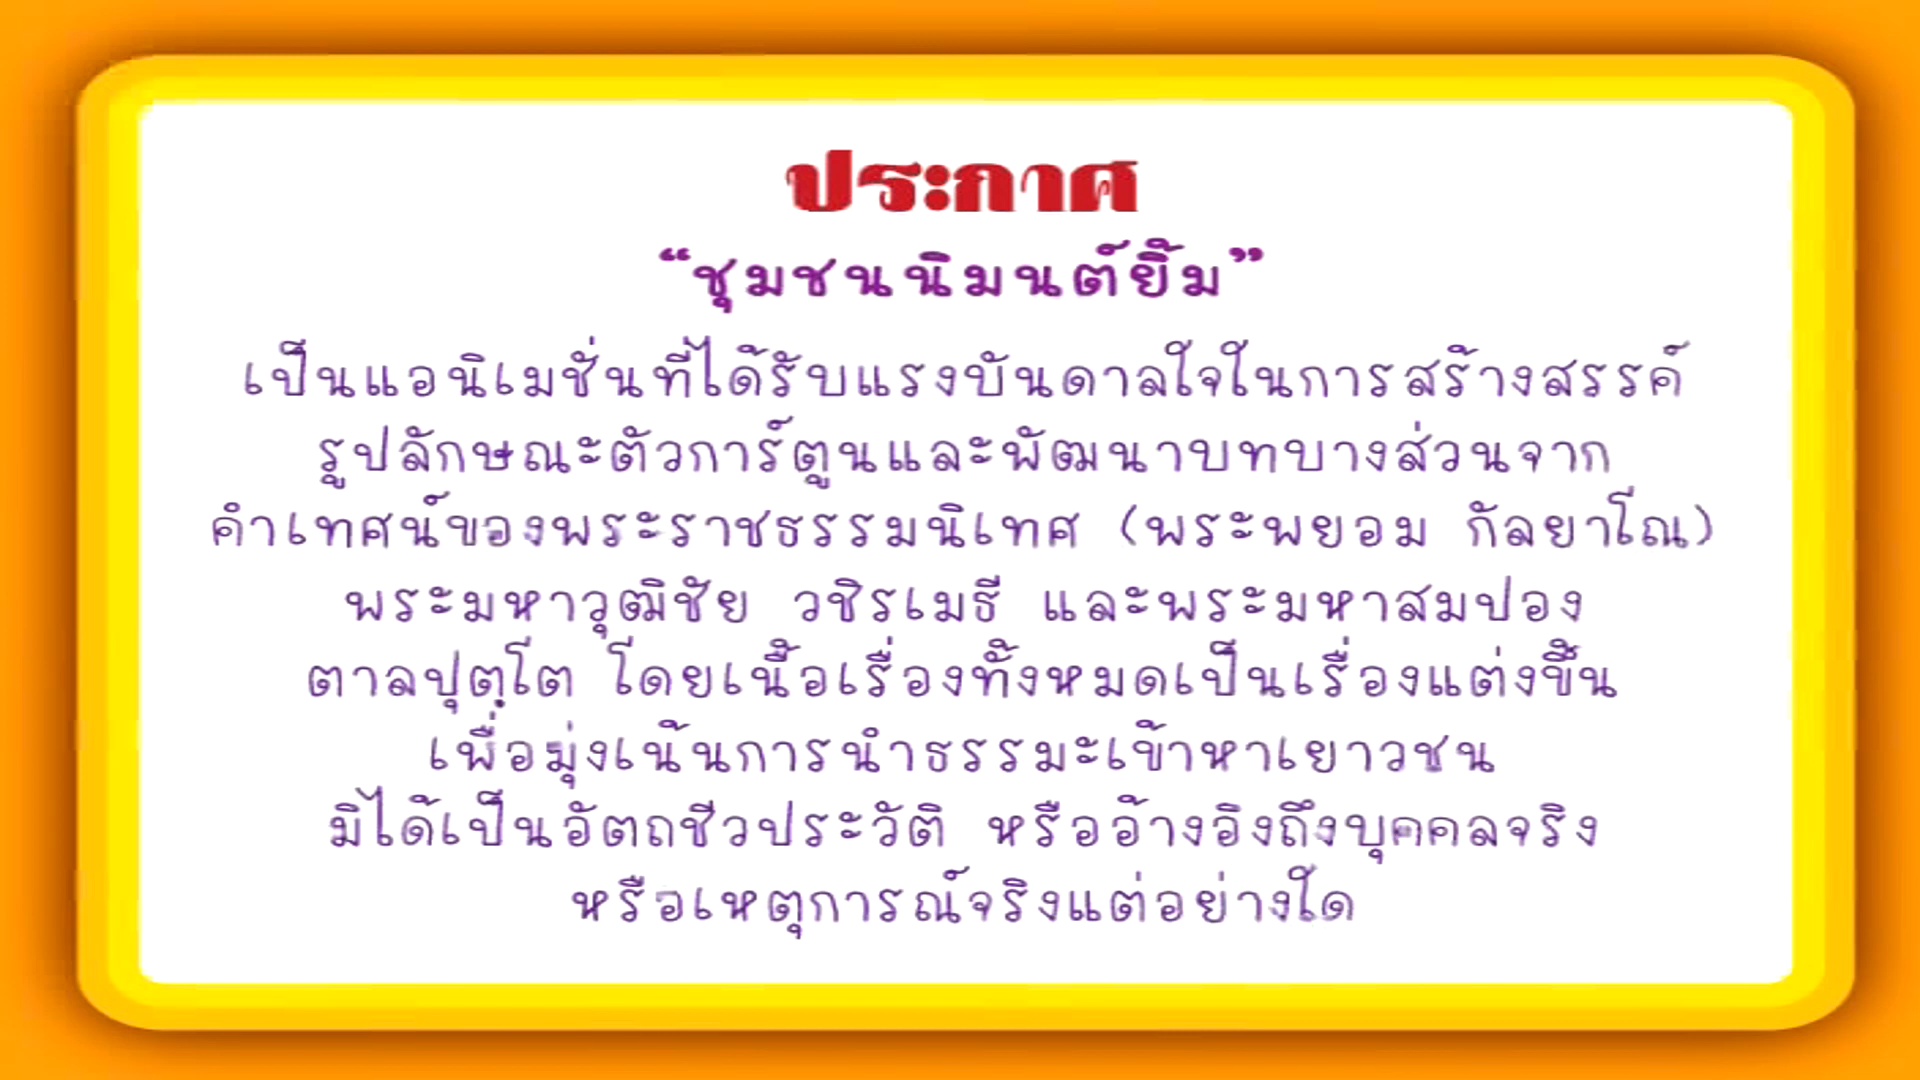 ประกาศ
“ชุมชนนิมนต์ยิ้ม”
เป็นแอนิเมชั่นที่ได้รับแรงบันดาลใจในการสร้างสรรค์
รูปลักษณะตัวการ์ตูนและพัฒนาบทบางส่วนจาก
คำเทศน์ของพระราชธรรมนิเทศ (พระพยอม กัลยาโณ)
พระมหาวุฒิชัย วชิรเมธี และพระมหาสมปอง
ตาลปุตฺโต โดยเนื้อเรื่องทั้งหมดเป็นเรื่องแต่งขึ้น
เพื่อมุ่งเน้นการนำธรรมะเข้าหาเยาวชน
มิได้เป็นอัตถชีวประวัติ หรืออ้างอิงถึงบุคคลจริง
หรือเหตุการณ์จริงแต่อย่างใด